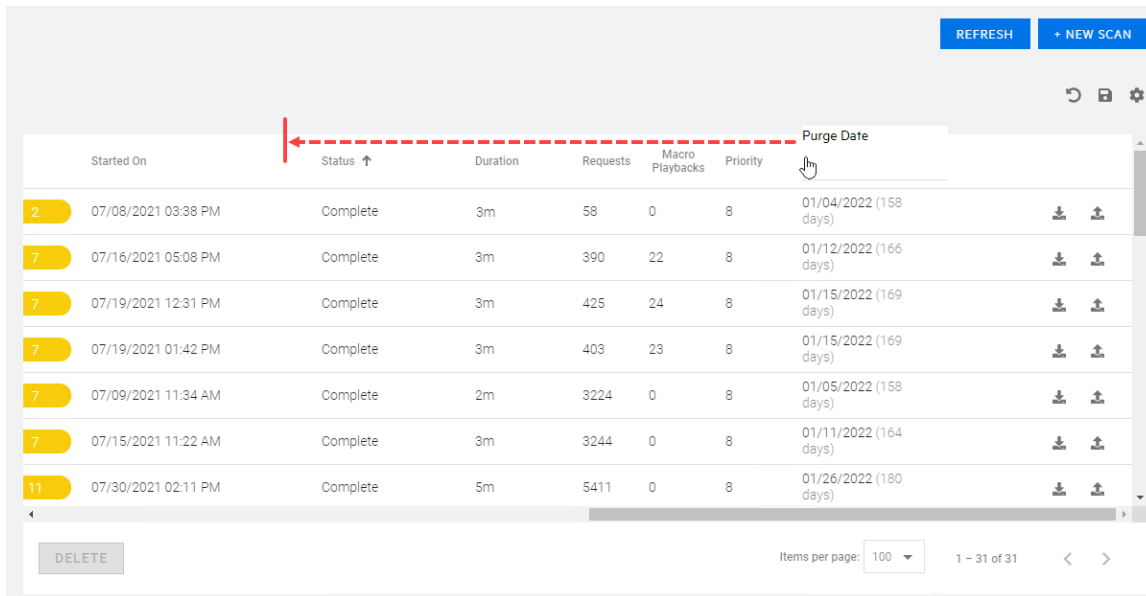 REFRESH + NEW SCAN
Purge Date
Started On Status Duration Requests Macro Playbacks Priority
2 07/08/2021 03:38 PM Complete 3m 58 0 8 01/04/2022 (158 days)
7 07/16/2021 05:08 PM Complete 3m 390 22 8 01/12/2022 (166 days)
7 07/19/2021 12:31 PM Complete 3m 425 24 8 01/15/2022 (169 days)
7 07/19/2021 01:42 PM Complete 3m 403 23 8 01/15/2022 (169 days)
7 07/09/2021 11:34 AM Complete 2m 3224 0 8 01/05/2022 (158 days)
7 07/15/2021 11:22 AM Complete 3m 3244 0 8 01/11/2022 (164 days)
11 07/30/2021 02:11 PM Complete 5m 5411 0 8 01/26/2022 (180 days)
DELETE Items per page: 100 1 – 31 of 31